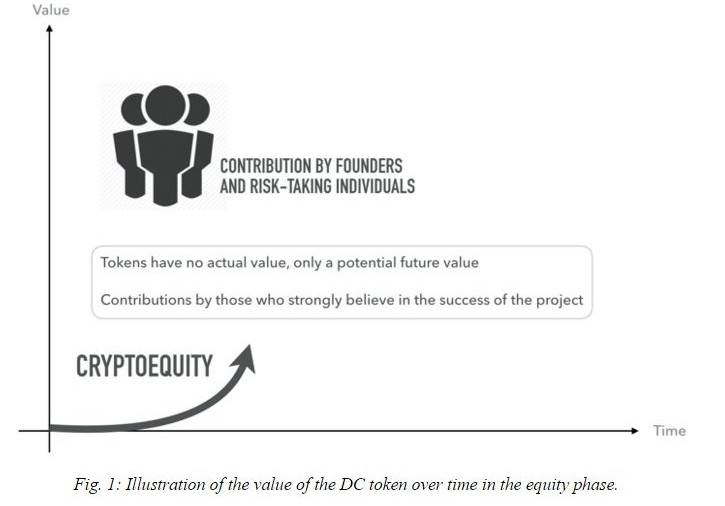 Value
CONTRIBUTION BY FOUNDERS
AND RISK-TAKING INDIVIDUALS
Tokens have no actual value, only a potential future value
Contributions by those who strongly believe in the success of the project
CRYPTOEQUITY
Time
Fig. 1: Illustration of the value of the DC token over time in the equity phase.